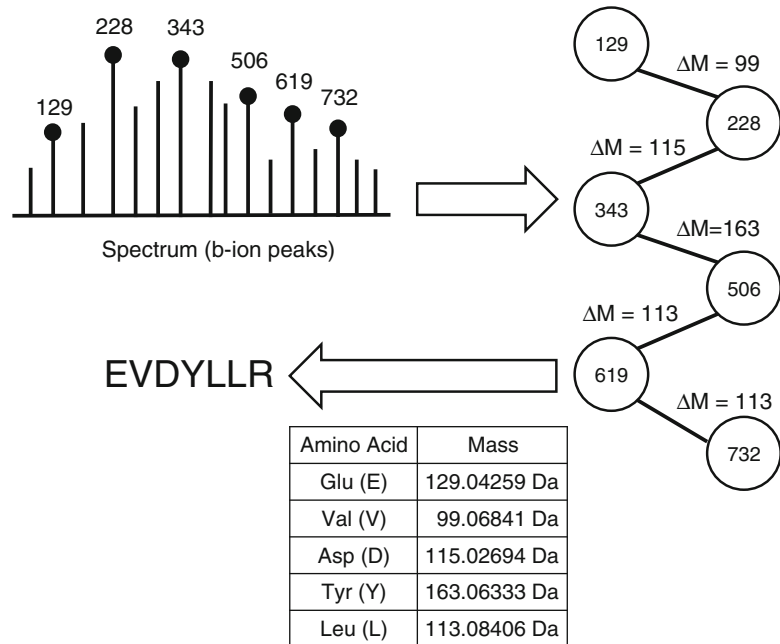 228
343
506
619
732
129
Spectrum (b-ion peaks)
129
ΔM = 99
228
ΔM = 115
343
ΔM=163
506
ΔM = 113
619
ΔM = 113
732
EVDYLLR
Amino Acid Mass
Glu (E) 129.04259 Da
Val (V) 99.06841 Da
Asp (D) 115.02694 Da
Tyr (Y) 163.06333 Da
Leu (L) 113.08406 Da